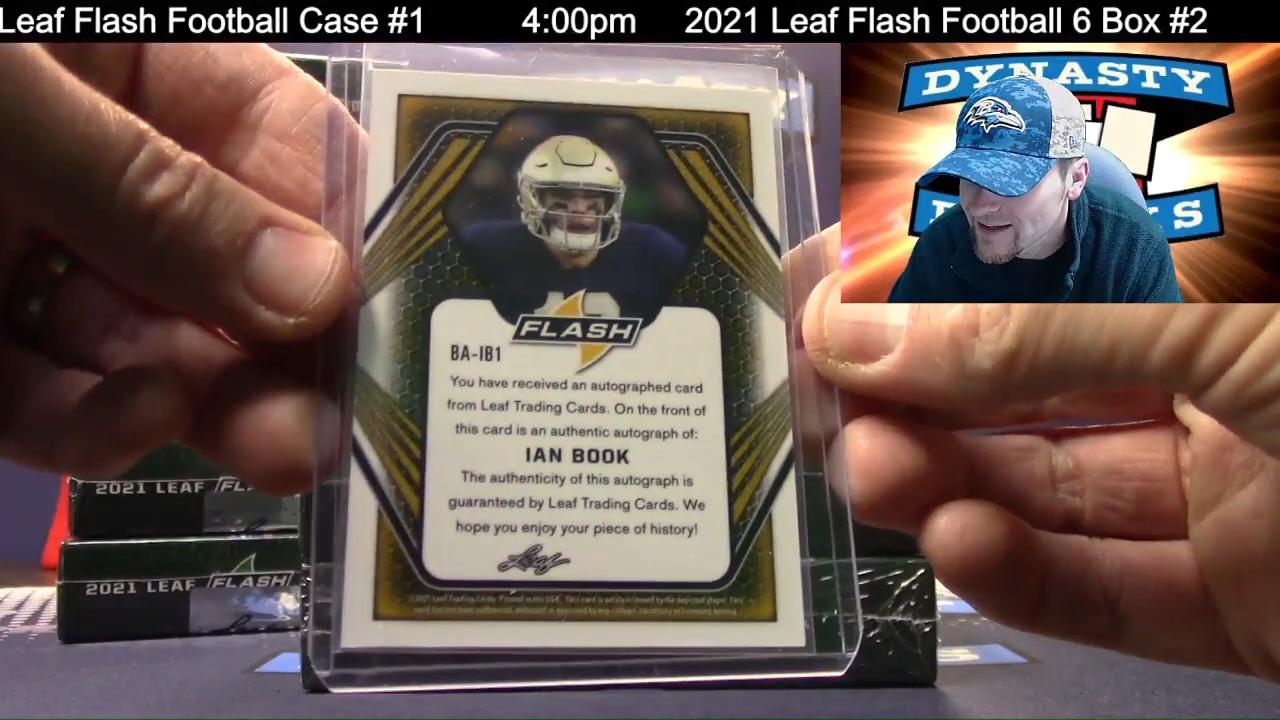 Leaf Flash Football Case #1 4:00pm 2021 Leaf Flash Football 6 Box #2
DYNASTY
S
FLASH
BA-IB1
You have received an autographed card
from Leaf Trading Cards. On the front of
this card is an authentic autograph of:
IAN BOOK
The authenticity of this autograph is
guaranteed by Leaf Trading Cards. We
hope you enjoy your piece of history!
Leaf
2021 LEAF FL
2021 LEAF FLASH